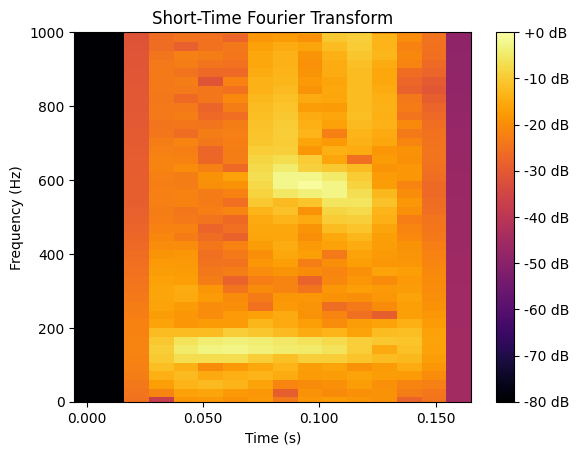 Short-Time Fourier Transform
1000
800
600
400
200
0
Frequency (Hz)
0.000
0.050
0.100
0.150
Time (s)
+0 dB
-10 dB
-20 dB
-30 dB
-40 dB
-50 dB
-60 dB
-70 dB
-80 dB